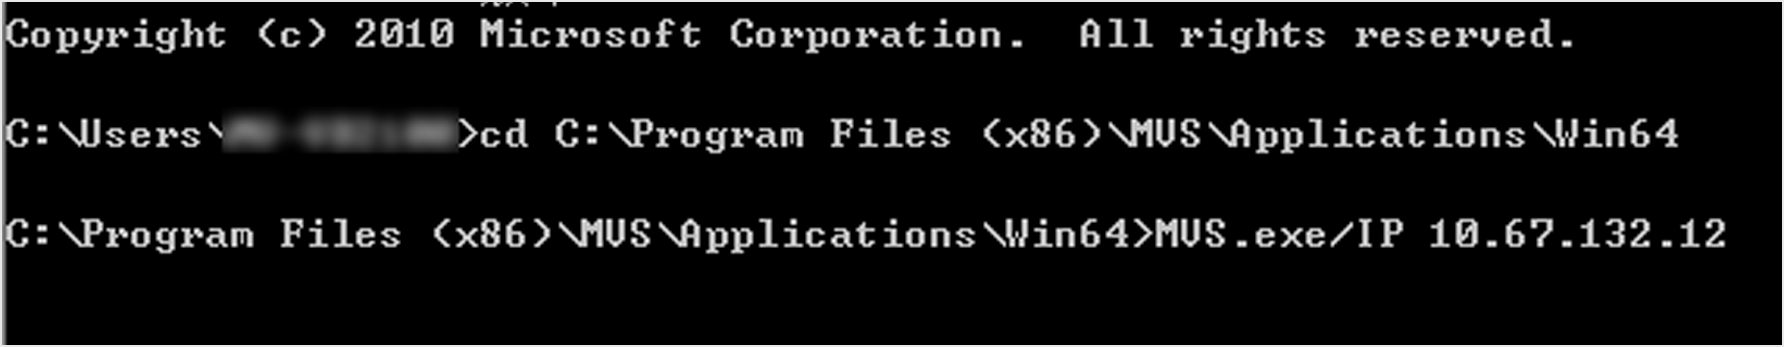 Copyright (c) 2010 Microsoft Corporation.  All rights reserved.
C:\Users\>cd C:\Program Files (x86)\MVS\Applications\Win64
C:\Program Files (x86)\MVS\Applications\Win64>MVS.exe/IP 10.67.132.12